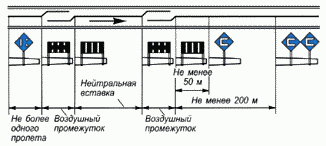 Не менее
50 м
Нейтральная
вставка
Не менее 200 м
Не более
одного
пролета
Воздушный
промежуток
Воздушный
промежуток